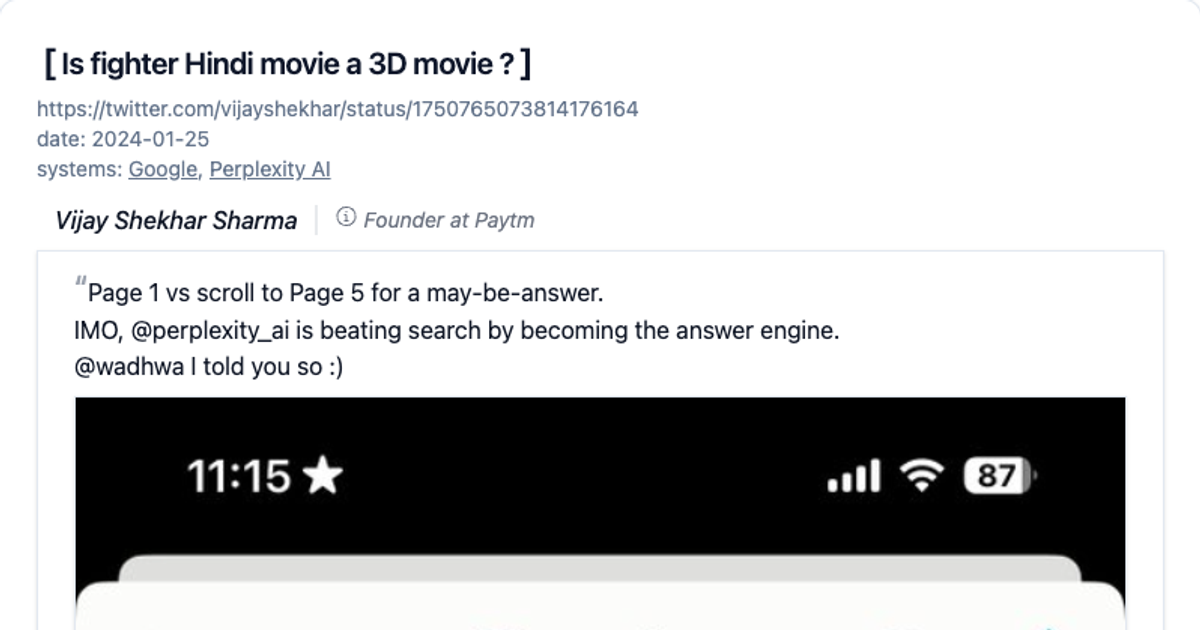 [ Is fighter Hindi movie a 3D movie ? ]
https://twitter.com/vijayshekhar/status/1750765073814176164
date: 2024-01-25
systems: Google, Perplexity AI
Vijay Shekhar Sharma | ⓘ Founder at Paytm
“Page 1 vs scroll to Page 5 for a may-be-answer.
IMO, @perplexity_ai is beating search by becoming the answer engine.
@wadhwa I told you so :)
11:15 ★ 87